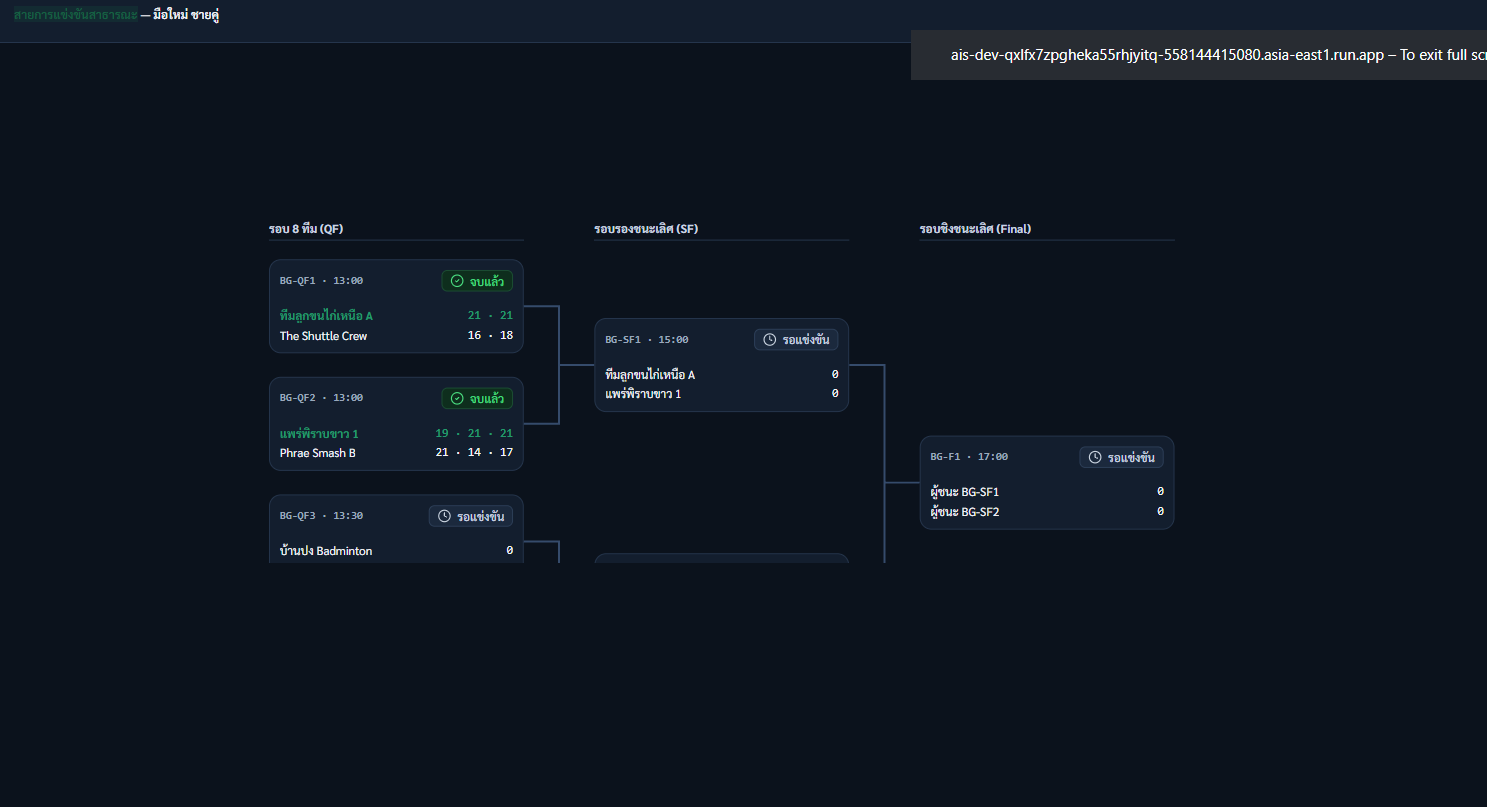 สายการแข่งขันสาธารณะ — มือใหม่ ชายคู่
ais-dev-qxlfx7zpgheka55rhjyitq-558144415080.asia-east1.run.app – To exit full scr
รอบ 8 ทีม (QF)
รอบรองชนะเลิศ (SF)
รอบชิงชนะเลิศ (Final)
BG-QF1 · 13:00
จบแล้ว
ทีมลูกขนไก่เหนือ A 21 · 21
The Shuttle Crew 16 · 18
BG-SF1 · 15:00
รอแข่งขัน
ทีมลูกขนไก่เหนือ A 0
แพร่พิราบขาว 1 0
BG-QF2 · 13:00
จบแล้ว
แพร่พิราบขาว 1 19 · 21 · 21
Phrae Smash B 21 · 14 · 17
BG-F1 · 17:00
รอแข่งขัน
ผู้ชนะ BG-SF1 0
ผู้ชนะ BG-SF2 0
BG-QF3 · 13:30
รอแข่งขัน
บ้านปง Badminton 0